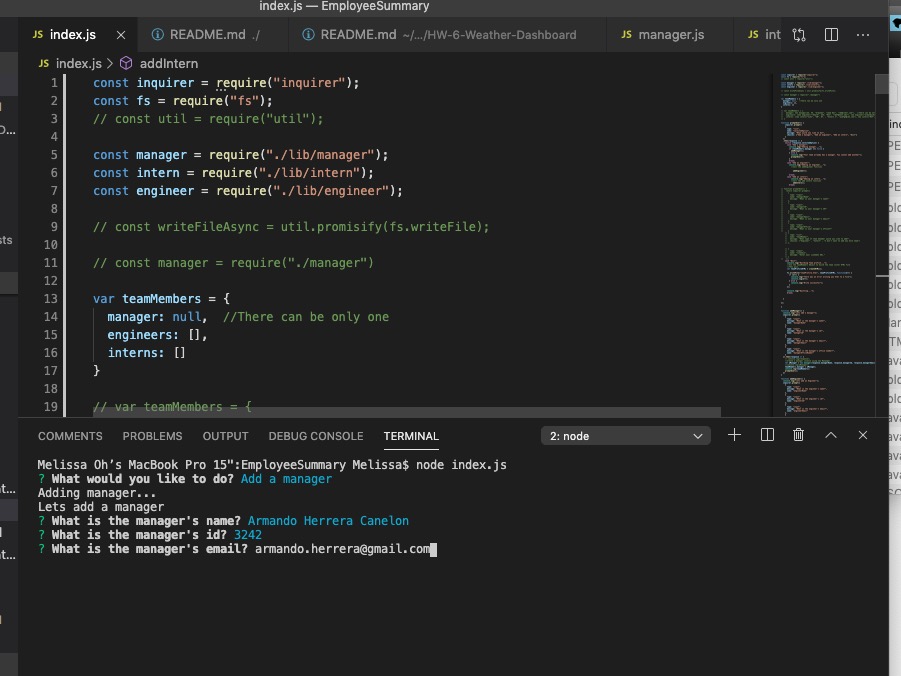 index.js — EmployeeSummary
JS index.js × README.md ./ README.md ~/.../HW-6-Weather-Dashboard JS manager.js JS int
JS index.js > addIntern
1 const inquirer = require("inquirer");
2 const fs = require("fs");
3 // const util = require("util");
4
5 const manager = require("./lib/manager");
6 const intern = require("./lib/intern");
7 const engineer = require("./lib/engineer");
8
9 // const writeFileAsync = util.promisify(fs.writeFile);
10
11 // const manager = require("./manager")
12
13 var teamMembers = {
14 manager: null, //There can be only one
15 engineers: [],
16 interns: []
17 }
18
19 // var teamMembers = {
COMMENTS PROBLEMS OUTPUT DEBUG CONSOLE TERMINAL 2: node
Melissa Oh’s MacBook Pro 15":EmployeeSummary Melissa$ node index.js
? What would you like to do? Add a manager
Adding manager...
Lets add a manager
? What is the manager's name? Armando Herrera Canelon
? What is the manager's id? 3242
? What is the manager's email? armando.herrera@gmail.com